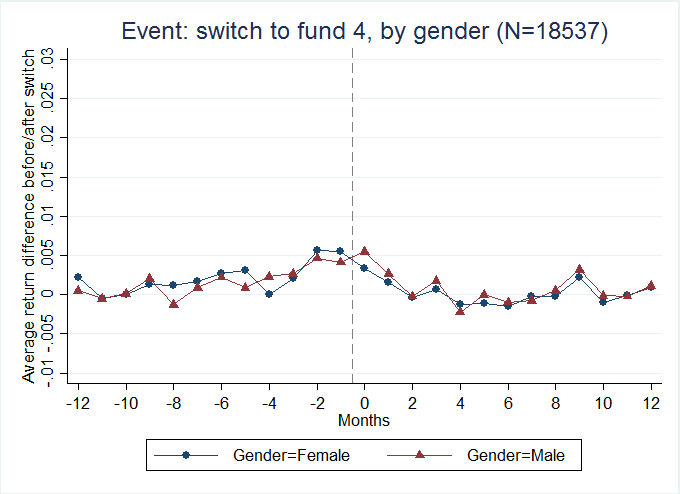 Event: switch to fund 4, by gender (N=18537)
Average return difference before/after switch
.03
.025
.02
.015
.01
.005
0
-.005
-.01
-12 -10 -8 -6 -4 -2 0 2 4 6 8 10 12
Months
Gender=Female Gender=Male